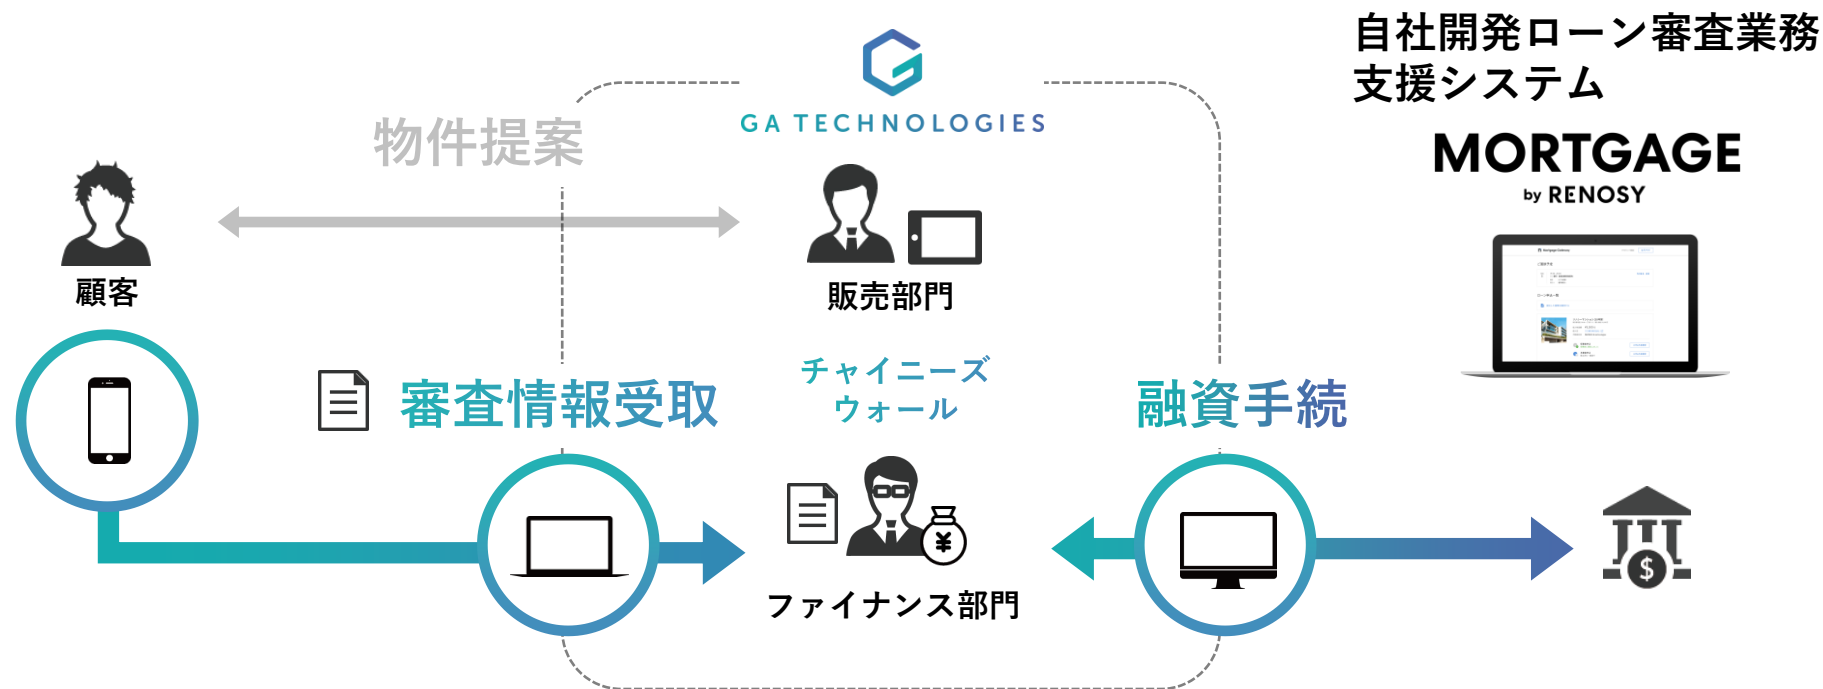 自社開発ローン審査業務
支援システム
GA TECHNOLOGIES
物件提案
MORTGAGE
by RENOSY
顧客
販売部門
チャイニーズ
ウォール
審査情報受取
融資手続
¥
$
ファイナンス部門